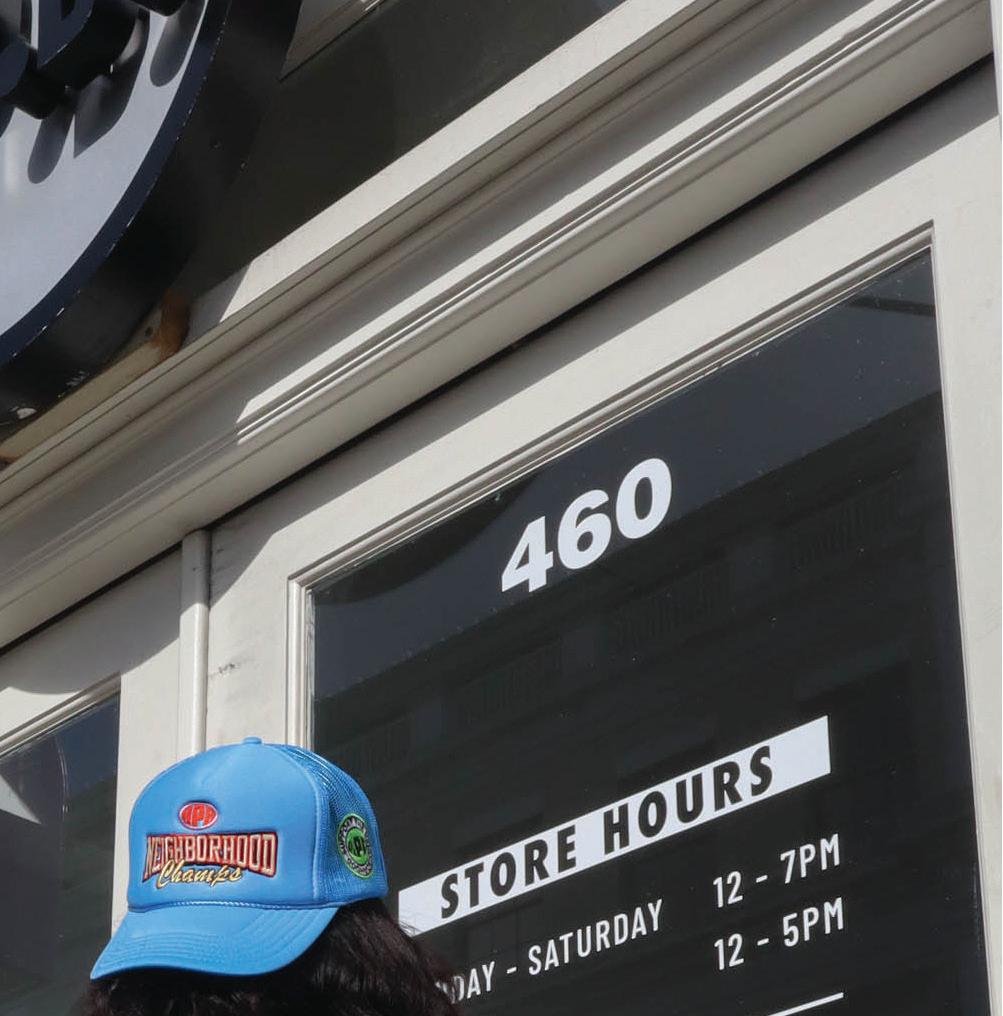 460
STORE HOURS
DAY - SATURDAY 12 - 7PM
12 - 5PM
NEIGHBORHOOD
Champs